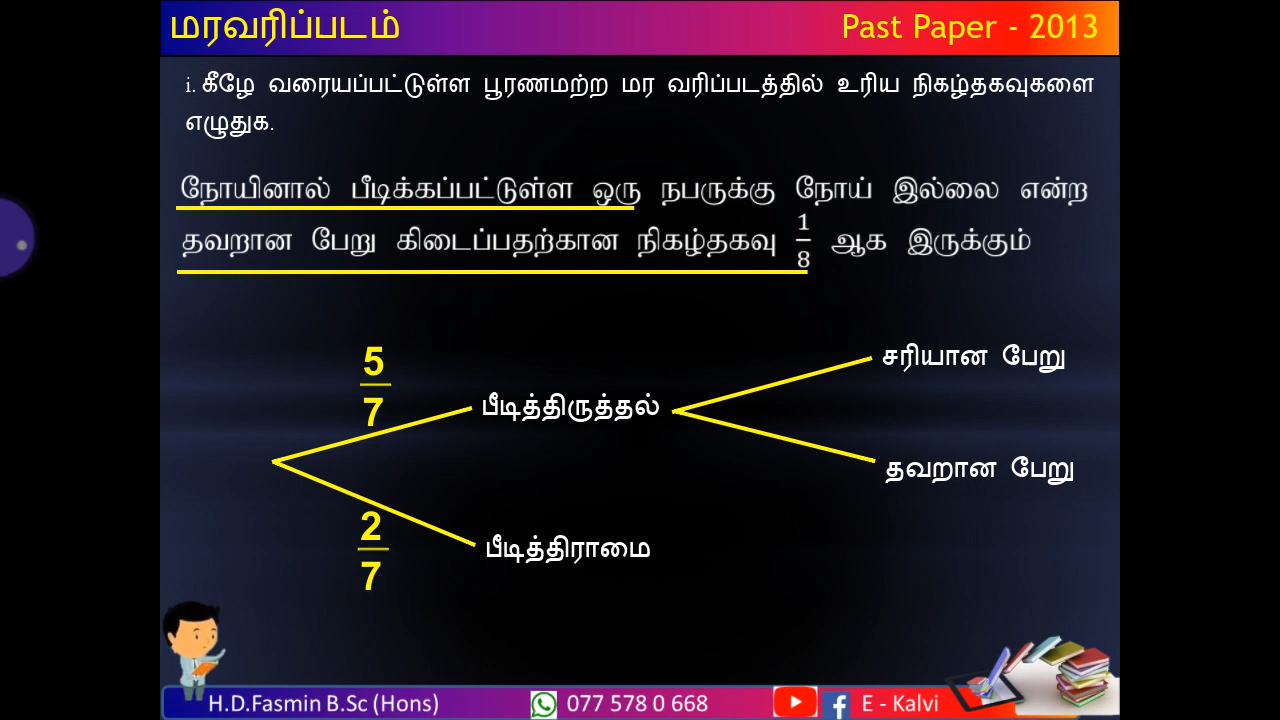 மரவரிப்படம் Past Paper - 2013
i. கீழே வரையப்பட்டுள்ள பூரணமற்ற மர வரிப்படத்தில் உரிய நிகழ்தகவுகளை
எழுதுக.
நோயினால் பீடிக்கப்பட்டுள்ள ஒரு நபருக்கு நோய் இல்லை என்ற
தவறான பேறு கிடைப்பதற்கான நிகழ்தகவு 1/8 ஆக இருக்கும்
5/7
சரியான பேறு
பீடித்திருத்தல்
தவறான பேறு
2/7
பீடித்திராமை
H.D.Fasmin B.Sc (Hons) 077 578 0 668 E - Kalvi